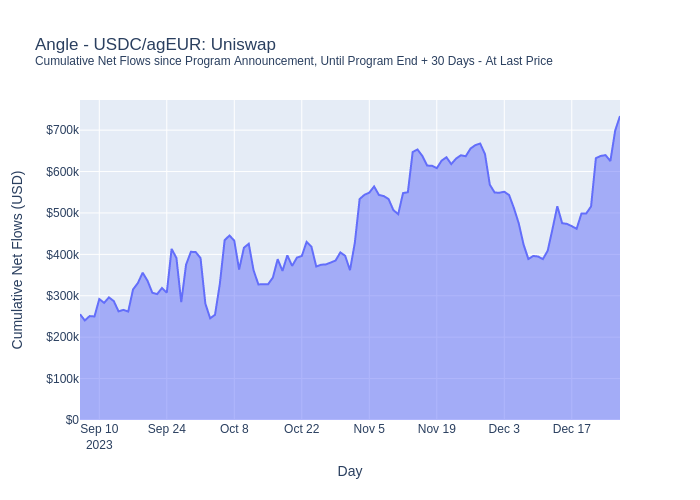 Angle - USDC/agEUR: Uniswap
Cumulative Net Flows since Program Announcement, Until Program End + 30 Days - At Last Price
Cumulative Net Flows (USD)
$700k
$600k
$500k
$400k
$300k
$200k
$100k
$0
Sep 10 Sep 24 Oct 8 Oct 22 Nov 5 Nov 19 Dec 3 Dec 17
2023
Day